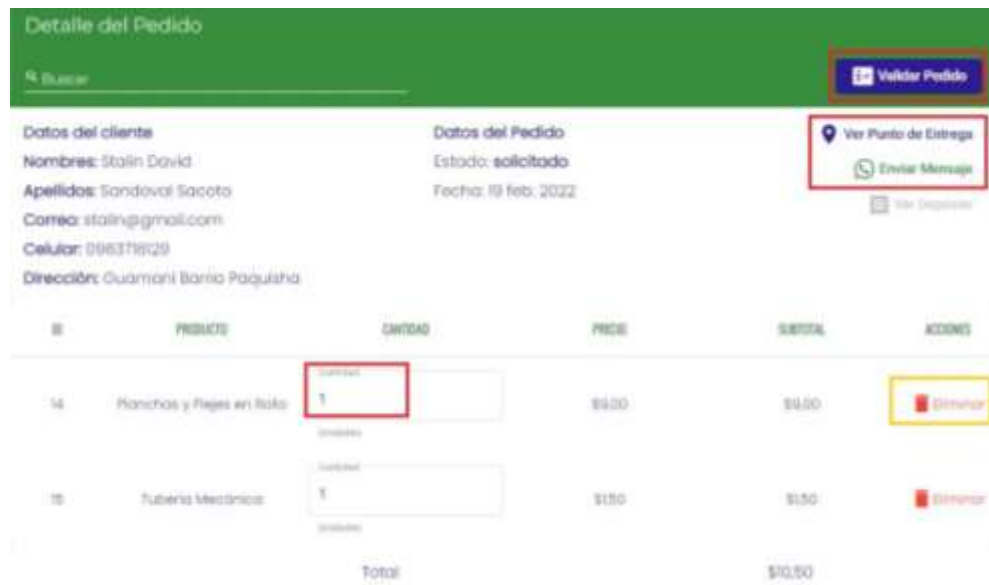 Detalle del Pedido
Buscar
Validar Pedido
Datos del cliente
Datos del Pedido
Ver Punto de Entrega
Nombres: Stalin David
Estado: solicitado
Enviar Mensaje
Apellidos: Sandoval Sacoto
Fecha: 19 feb. 2022
Ver Depósito
Correo: stalin@gmail.com
Celular:
Dirección: Guamani Barrio Paquisha
ID PRODUCTO CANTIDAD PRECIO SUBTOTAL ACCIONES
Cantidad
14 Planchas y Flejes en Rollo 1 $9,00 $9,00 Eliminar
Unidades
Cantidad
15 Tubería Mecánica 1 $1,50 $1,50 Eliminar
Unidades
Total $10,50